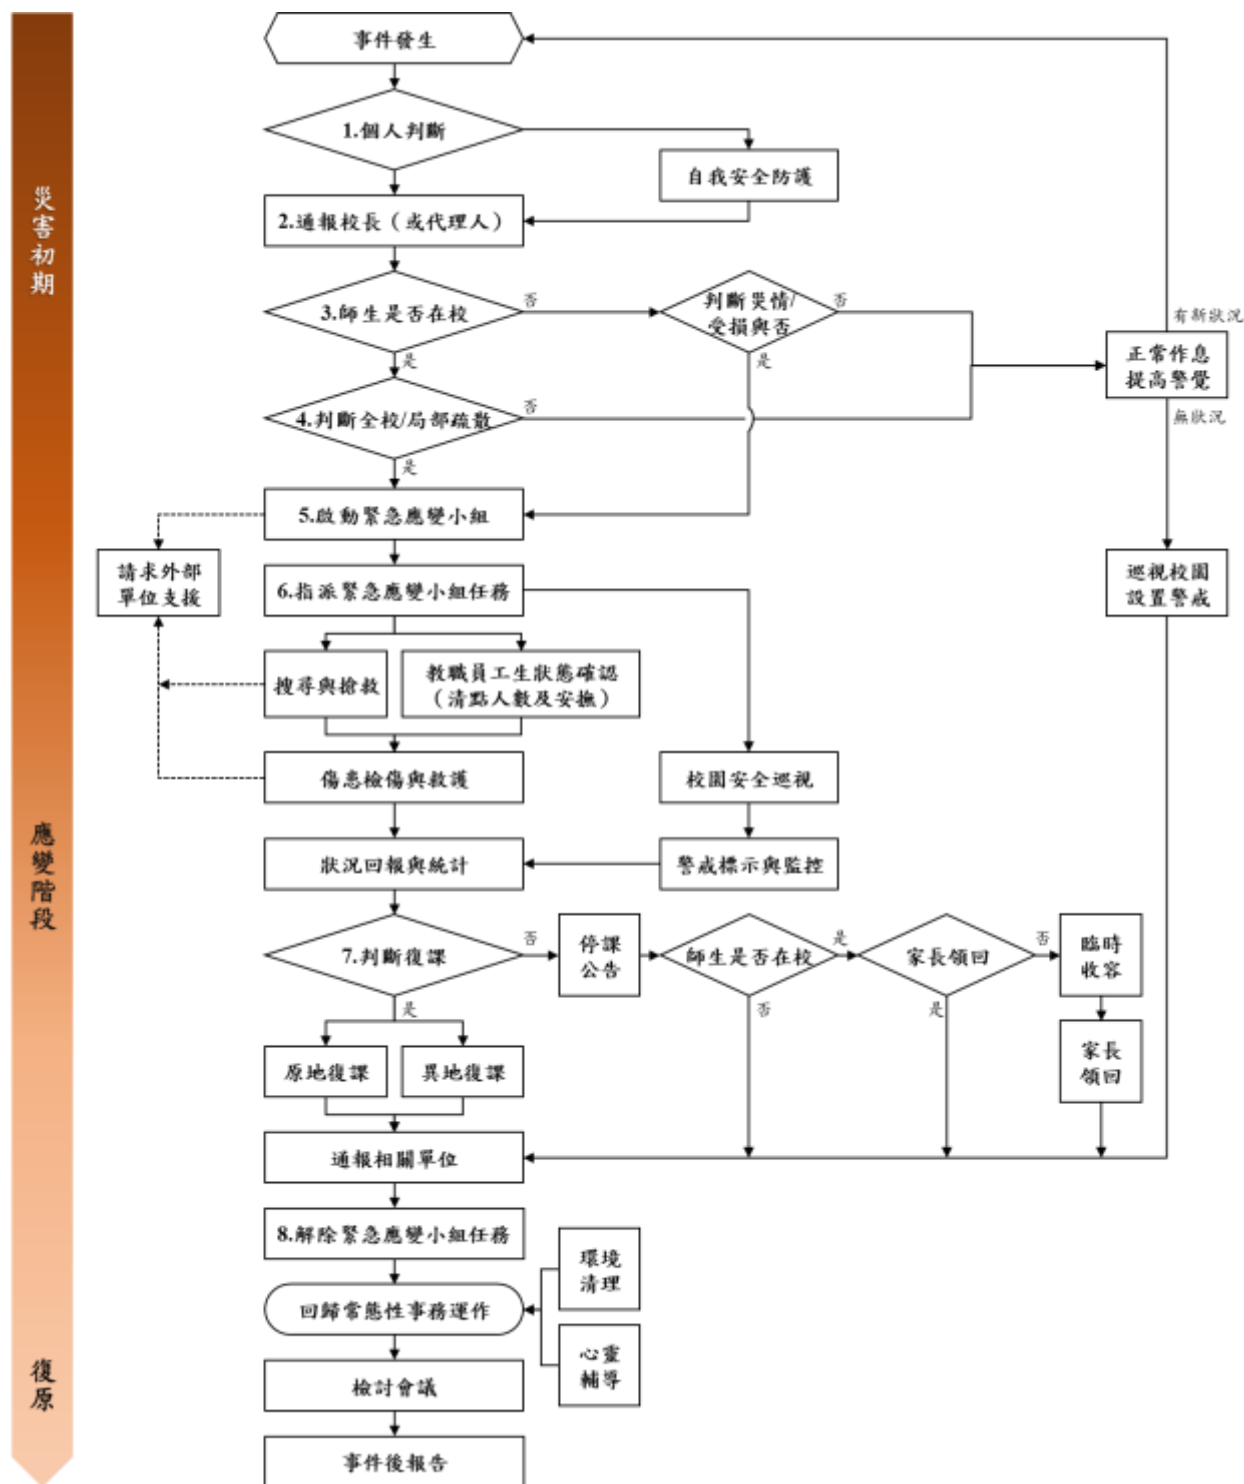 災害初期
應變階段
復原
事件發生
1.個人判斷
自我安全防護
2.通報校長（或代理人）
3.師生是否在校
否
判斷災情/
受損與否
否
有新狀況
正常作息
提高警覺
無狀況
是
是
4.判斷全校/局部疏散
否
是
5.啟動緊急應變小組
請求外部
單位支援
6.指派緊急應變小組任務
巡視校園
設置警戒
搜尋與搶救
教職員工生狀態確認
（清點人數及安撫）
傷患檢傷與救護
校園安全巡視
狀況回報與統計
警戒標示與監控
7.判斷復課
否
停課
公告
師生是否在校
是
家長領回
否
臨時
收容
是
否
是
原地復課
異地復課
家長
領回
通報相關單位
8.解除緊急應變小組任務
環境
清理
回歸常態性事務運作
心靈
輔導
檢討會議
事件後報告